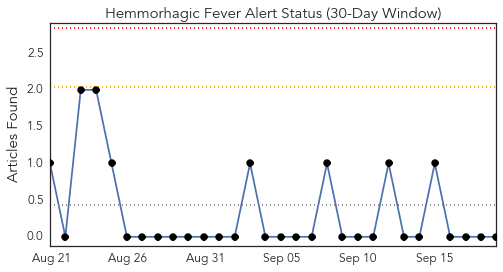 Hemmorhagic Fever Alert Status (30-Day Window)
Articles Found
2.5
2.0
1.5
1.0
0.5
0.0
Aug 21 Aug 26 Aug 31 Sep 05 Sep 10 Sep 15